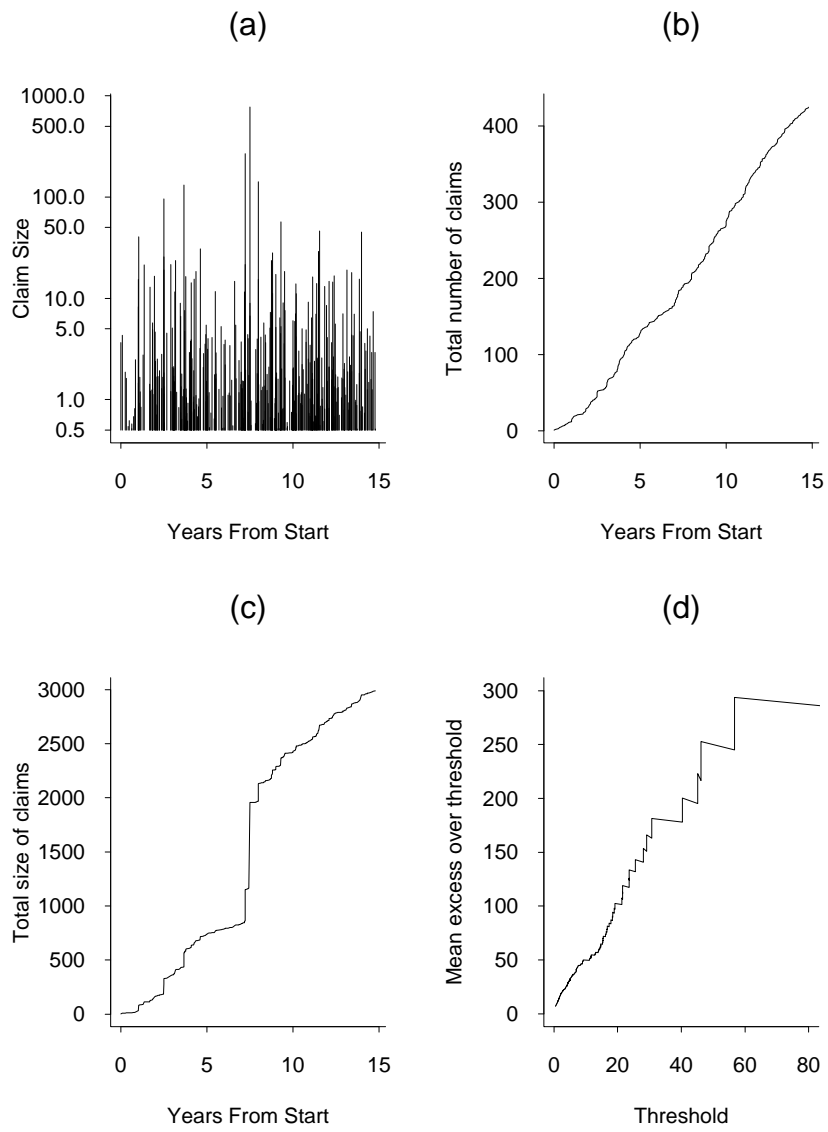 (a)
Claim Size
1000.0
500.0
100.0
50.0
10.0
5.0
1.0
0.5
0 5 10 15
Years From Start
(b)
Total number of claims
400
300
200
100
0
0 5 10 15
Years From Start
(c)
Total size of claims
3000
2500
2000
1500
1000
500
0
0 5 10 15
Years From Start
(d)
Mean excess over threshold
300
250
200
150
100
50
0
0 20 40 60 80
Threshold